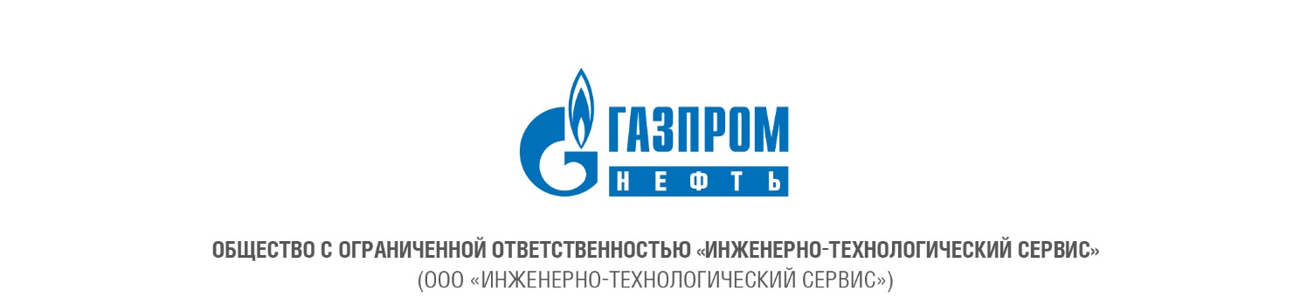 ГАЗПРОМ
НЕФТЬ
ОБЩЕСТВО С ОГРАНИЧЕННОЙ ОТВЕТСТВЕННОСТЬЮ «ИНЖЕНЕРНО-ТЕХНОЛОГИЧЕСКИЙ СЕРВИС»
(ООО «ИНЖЕНЕРНО-ТЕХНОЛОГИЧЕСКИЙ СЕРВИС»)